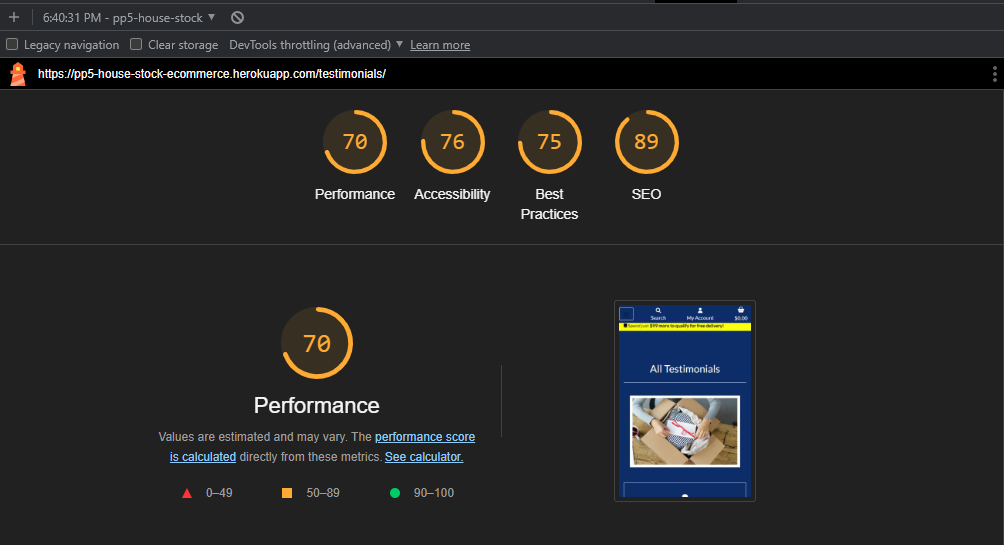 6:40:31 PM - pp5-house-stock
Legacy navigation Clear storage DevTools throttling (advanced) Learn more
https://pp5-house-stock-ecommerce.herokuapp.com/testimonials/
70 76 75 89
Performance Accessibility Best Practices SEO
70
Performance
Values are estimated and may vary. The performance score
is calculated directly from these metrics. See calculator.
0–49 50–89 90–100
Search My Account $0.00
$99 more to qualify for free delivery!
All Testimonials